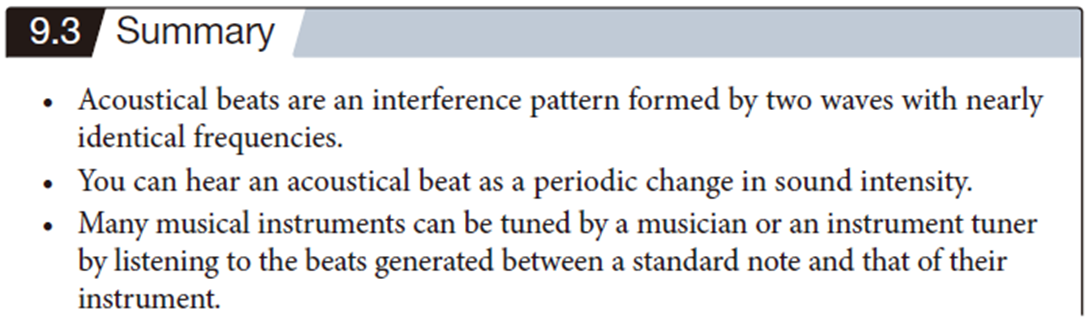 9.3 Summary
• Acoustical beats are an interference pattern formed by two waves with nearly
identical frequencies.
• You can hear an acoustical beat as a periodic change in sound intensity.
• Many musical instruments can be tuned by a musician or an instrument tuner
by listening to the beats generated between a standard note and that of their
instrument.